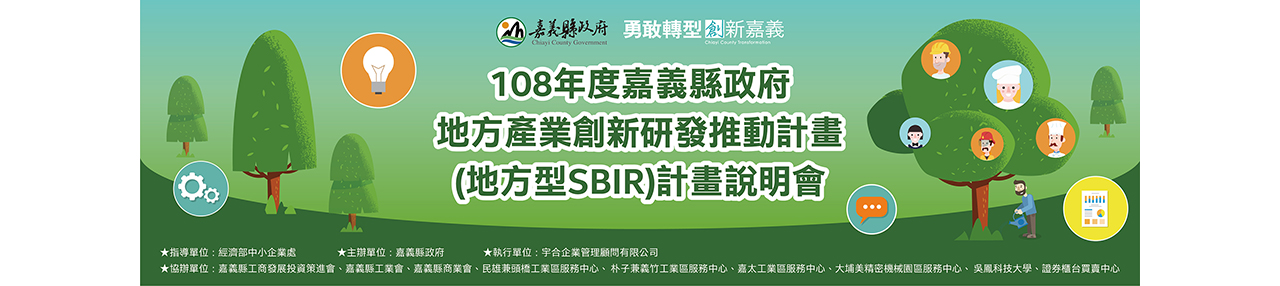 嘉義縣政府
Chiayi County Government
勇敢轉型創新嘉義
Chiayi County Transformation
108年度嘉義縣政府
地方產業創新研發推動計畫
(地方型SBIR)計畫說明會
★指導單位：經濟部中小企業處 ★主辦單位：嘉義縣政府 ★執行單位：宇合企業管理顧問有限公司
★協辦單位：嘉義縣工商發展投資策進會、嘉義縣工業會、嘉義縣商業會、民雄兼頭橋工業區服務中心、朴子兼義竹工業區服務中心、嘉太工業區服務中心、大埔美精密機械園區服務中心、吳鳳科技大學、證券櫃台買賣中心